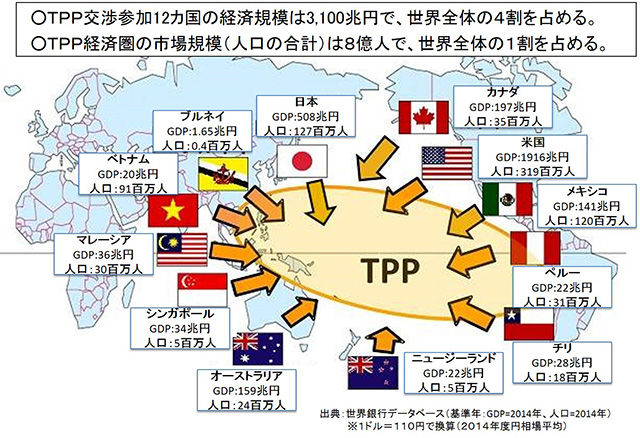 ○TPP交渉参加12カ国の経済規模は3,100兆円で、世界全体の4割を占める。
○TPP経済圏の市場規模（人口の合計）は8億人で、世界全体の1割を占める。
日本
GDP:508兆円
人口:127百万人
カナダ
GDP:197兆円
人口:35百万人
ブルネイ
GDP:1.65兆円
人口:0.4百万人
米国
GDP:1916兆円
人口:319百万人
ベトナム
GDP:20兆円
人口:91百万人
メキシコ
GDP:141兆円
人口:120百万人
マレーシア
GDP:36兆円
人口:30百万人
TPP
ペルー
GDP:22兆円
人口:31百万人
シンガポール
GDP:34兆円
人口:5百万人
チリ
GDP:28兆円
人口:18百万人
ニュージーランド
GDP:22兆円
人口:5百万人
オーストラリア
GDP:159兆円
人口:24百万人
出典：世界銀行データベース（基準年：GDP=2014年、人口=2014年）
※1ドル＝110円で換算（2014年度円相場平均）